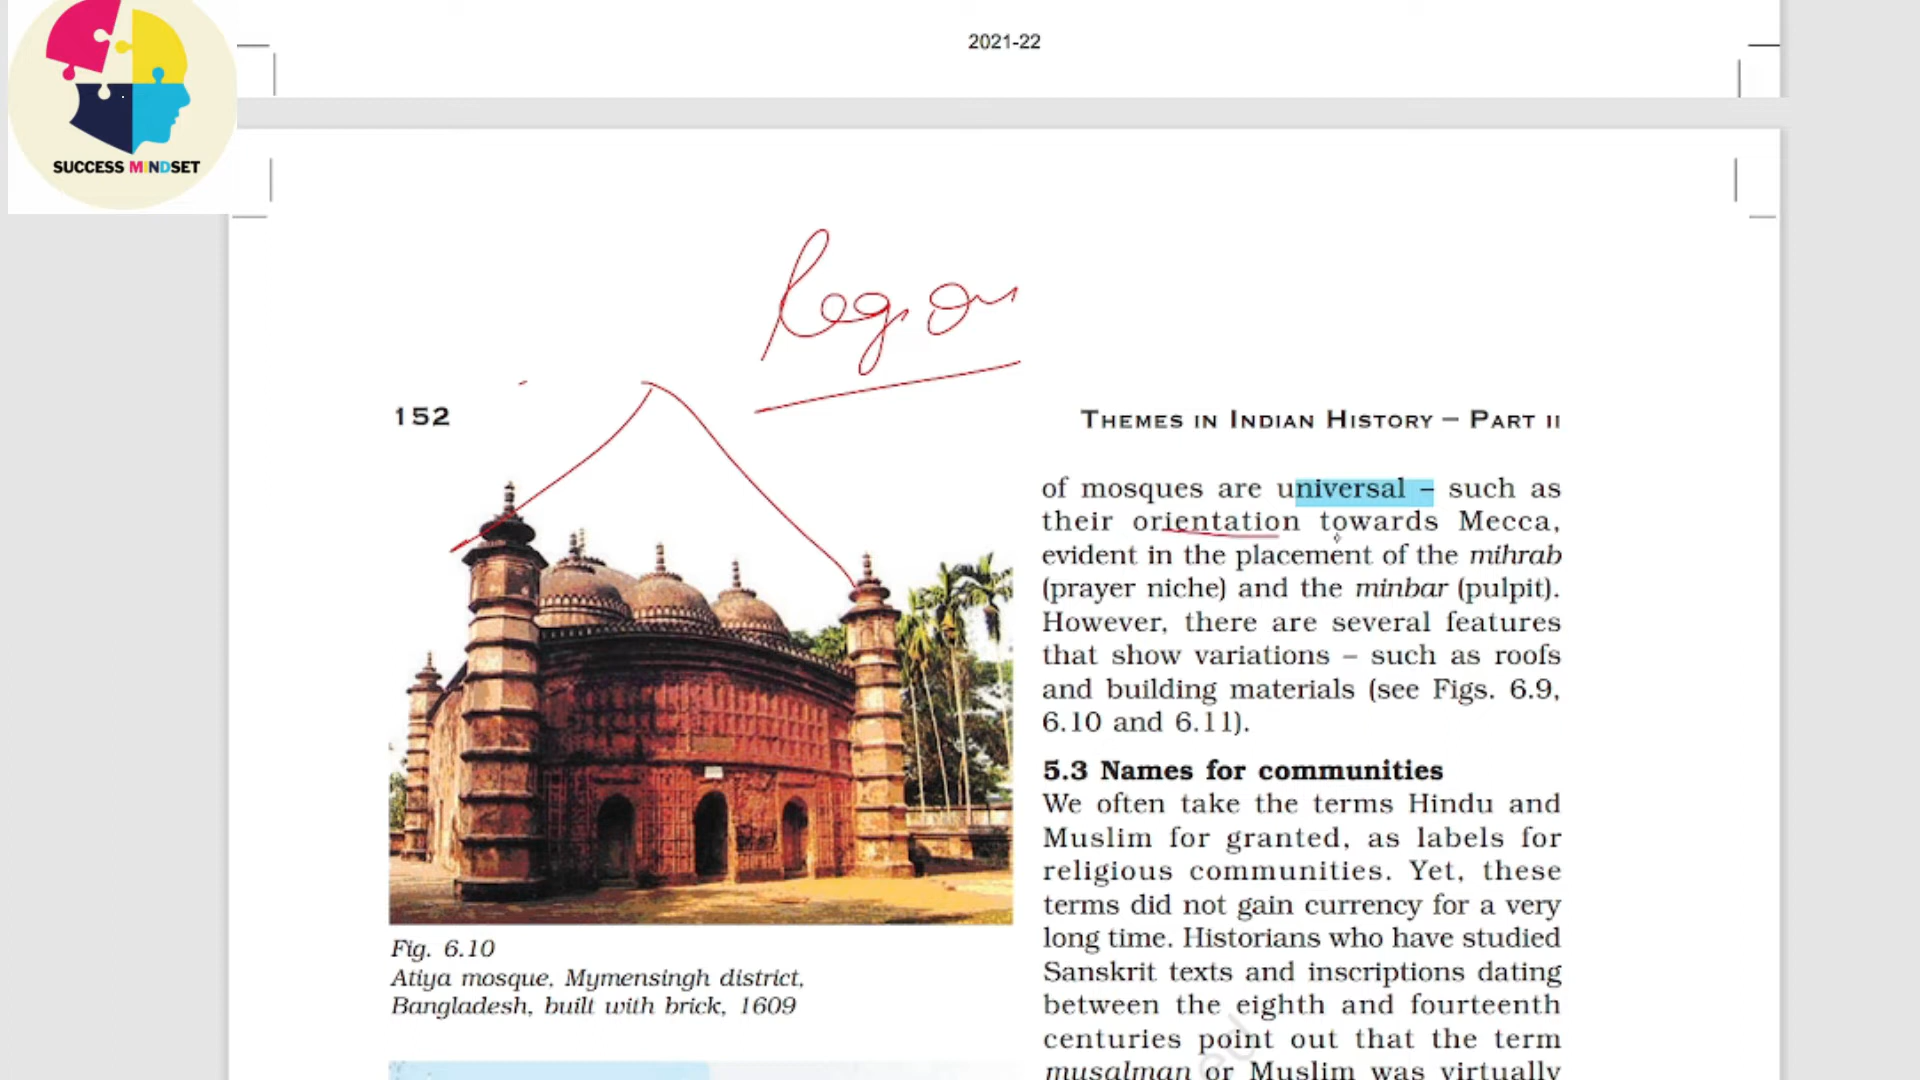 2021-22
SUCCESS MINDSET
Region
152
THEMES IN INDIAN HISTORY – PART II
of mosques are universal – such as
their orientation towards Mecca,
evident in the placement of the mihrab
(prayer niche) and the minbar (pulpit).
However, there are several features
that show variations – such as roofs
and building materials (see Figs. 6.9,
6.10 and 6.11).
5.3 Names for communities
We often take the terms Hindu and
Muslim for granted, as labels for
religious communities. Yet, these
terms did not gain currency for a very
long time. Historians who have studied
Sanskrit texts and inscriptions dating
between the eighth and fourteenth
centuries point out that the term
musalman or Muslim was virtually
Fig. 6.10
Atiya mosque, Mymensingh district,
Bangladesh, built with brick, 1609